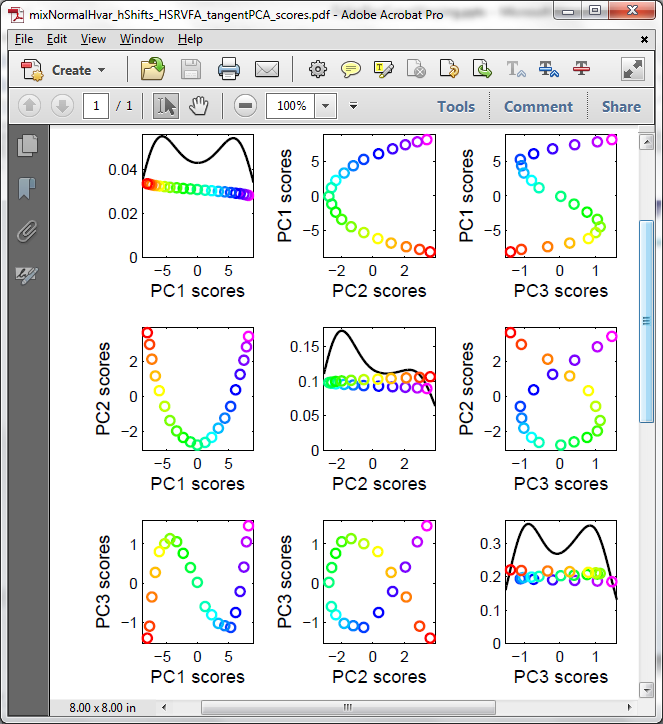 mixNormalHvar_hShifts_HSRVFA_tangentPCA_scores.pdf - Adobe Acrobat Pro
File Edit View Window Help
Create
1 / 1 100% Tools Comment Share
0.04
0.02
0
−5 0 5
PC1 scores
PC1 scores
5
0
−5
−2 0 2
PC2 scores
PC1 scores
5
0
−5
−1 0 1
PC3 scores
PC2 scores
2
0
−2
−5 0 5
PC1 scores
0.15
0.1
0.05
0
−2 0 2
PC2 scores
PC2 scores
2
0
−2
−1 0 1
PC3 scores
PC3 scores
1
0
−1
−5 0 5
PC1 scores
PC3 scores
1
0
−1
−2 0 2
PC2 scores
0.3
0.2
0.1
0
−1 0 1
PC3 scores
8.00 x 8.00 in